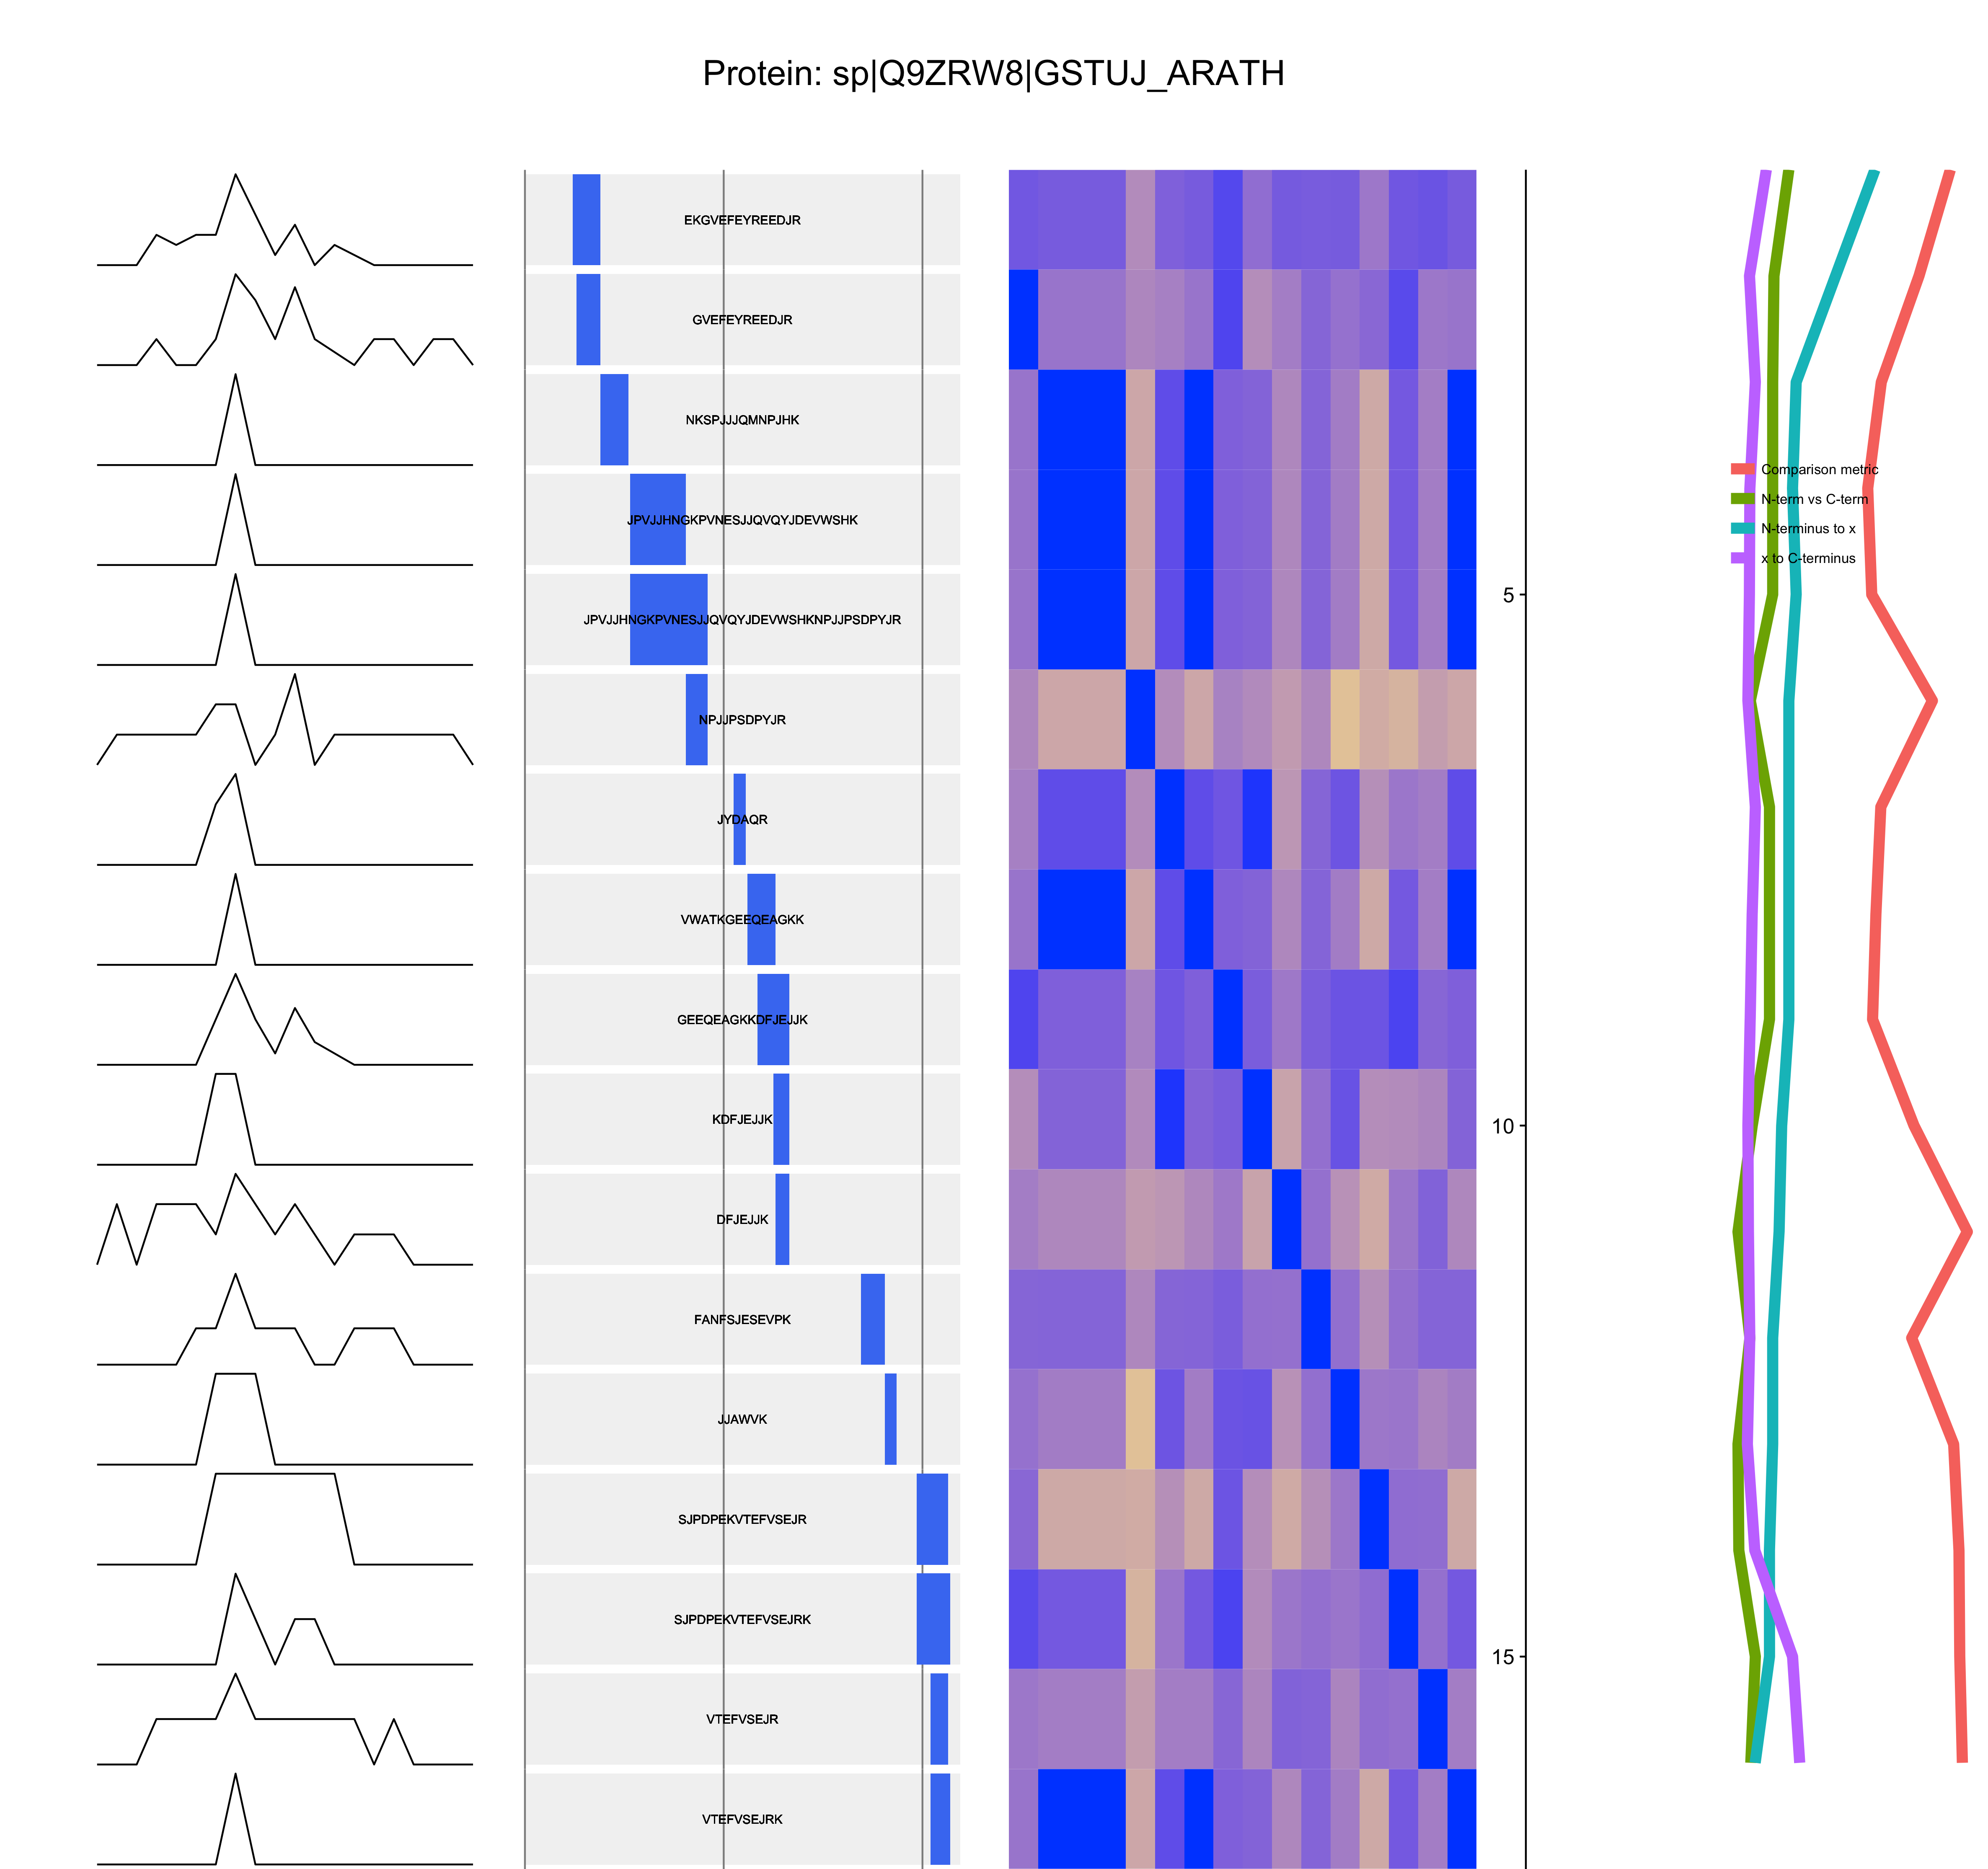 Protein: sp|Q9ZRW8|GSTUJ_ARATH
EKGVEFEYREEDJR
GVEFEYREEDJR
NKSPJJJQMNPJHK
Comparison metric
N-term vs C-term
JPVJJHNGKPVNESJJQVQYJDEVWSHK
N-terminus to x
x to C-terminus
5
JPVJJHNGKPVNESJJQVQYJDEVWSHKNPJJPSDPYJR
NPJJPSDPYJR
JYDAQR
VWATKGEEQEAGKK
GEEQEAGKKDFJEJJK
KDFJEJJK
10
DFJEJJK
FANFSJESEVPK
JJAWVK
SJPDPEKVTEFVSEJR
SJPDPEKVTEFVSEJRK
15
VTEFVSEJR
VTEFVSEJRK